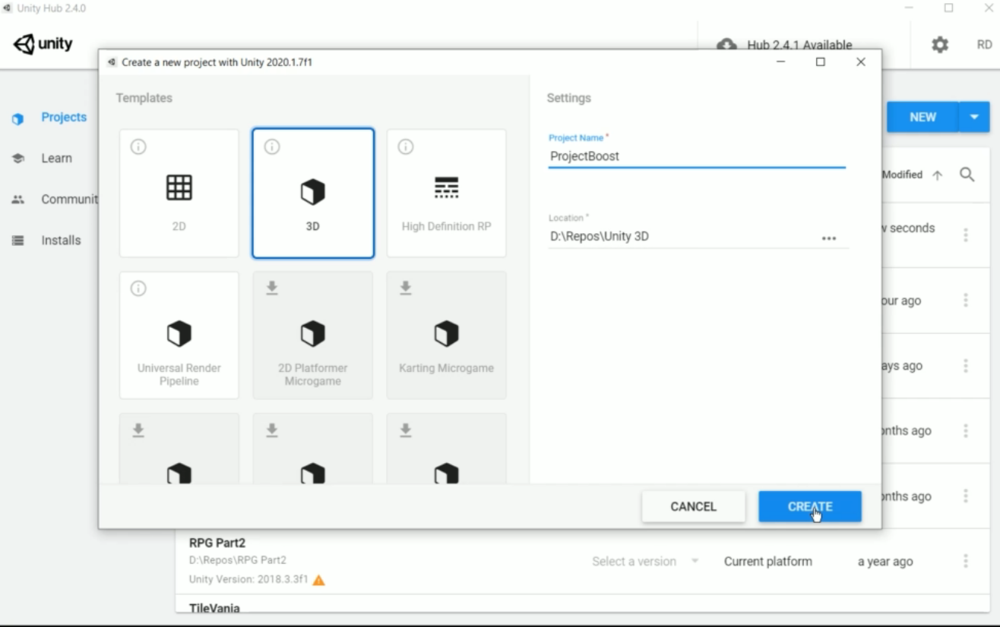 Unity Hub 2.4.0
unity
Hub 2.4.1 Available
RD
Create a new project with Unity 2020.1.7f1
Projects
Learn
Communit
Installs
Templates
2D
3D
High Definition RP
Universal Render
Pipeline
2D Platformer
Microgame
Karting Microgame
Settings
Project Name *
ProjectBoost
Location *
D:\Repos\Unity 3D
CANCEL
CREATE
NEW
Modified
seconds
our ago
ays ago
onths ago
onths ago
RPG Part2
D:\Repos\RPG Part2
Unity Version: 2018.3.3f1
Select a version
Current platform
a year ago
TileVania